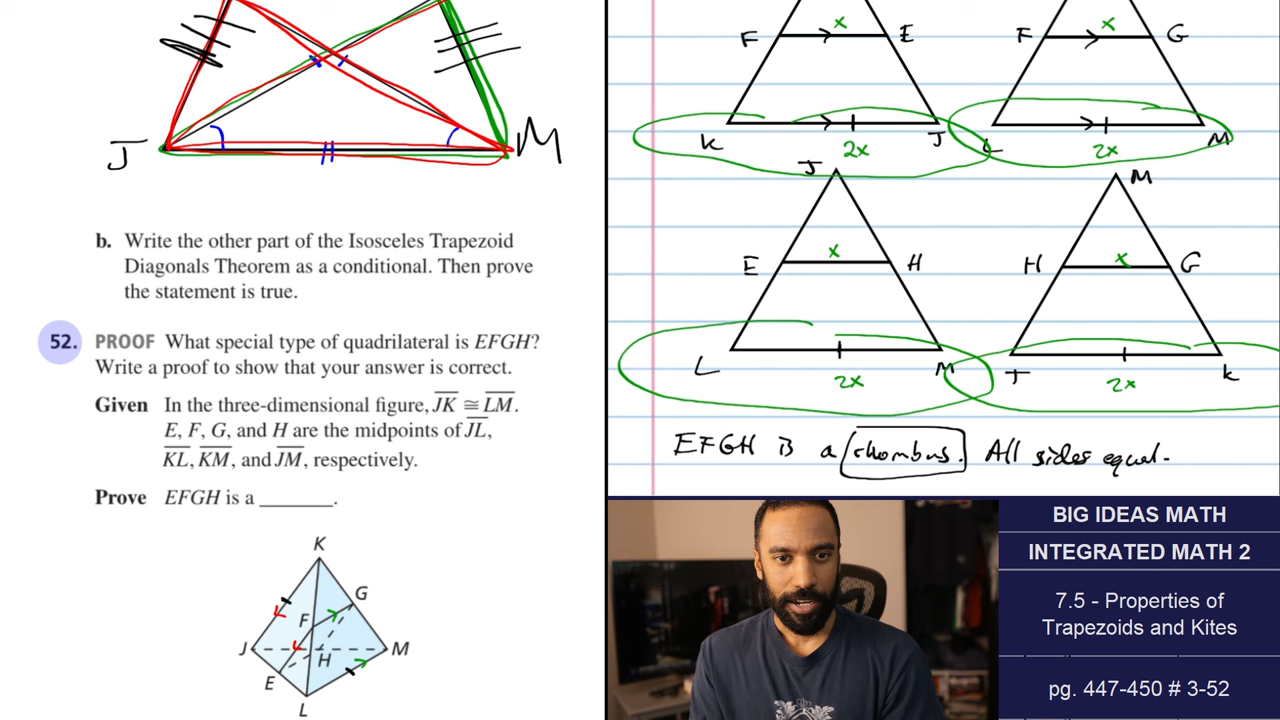 J
M
b. Write the other part of the Isosceles Trapezoid
Diagonals Theorem as a conditional. Then prove
the statement is true.
52. PROOF What special type of quadrilateral is EFGH?
Write a proof to show that your answer is correct.
Given In the three-dimensional figure, JK ≅ LM.
E, F, G, and H are the midpoints of JL,
KL, KM, and JM, respectively.
Prove EFGH is a _______.
K
G
F
J
H
M
E
L
F x E
K 2x J
F x G
L 2x M
J
E x H
L 2x M
M
H x G
J 2x K
EFGH is a rhombus. All sides equal.
BIG IDEAS MATH
INTEGRATED MATH 2
7.5 - Properties of
Trapezoids and Kites
pg. 447-450 # 3-52